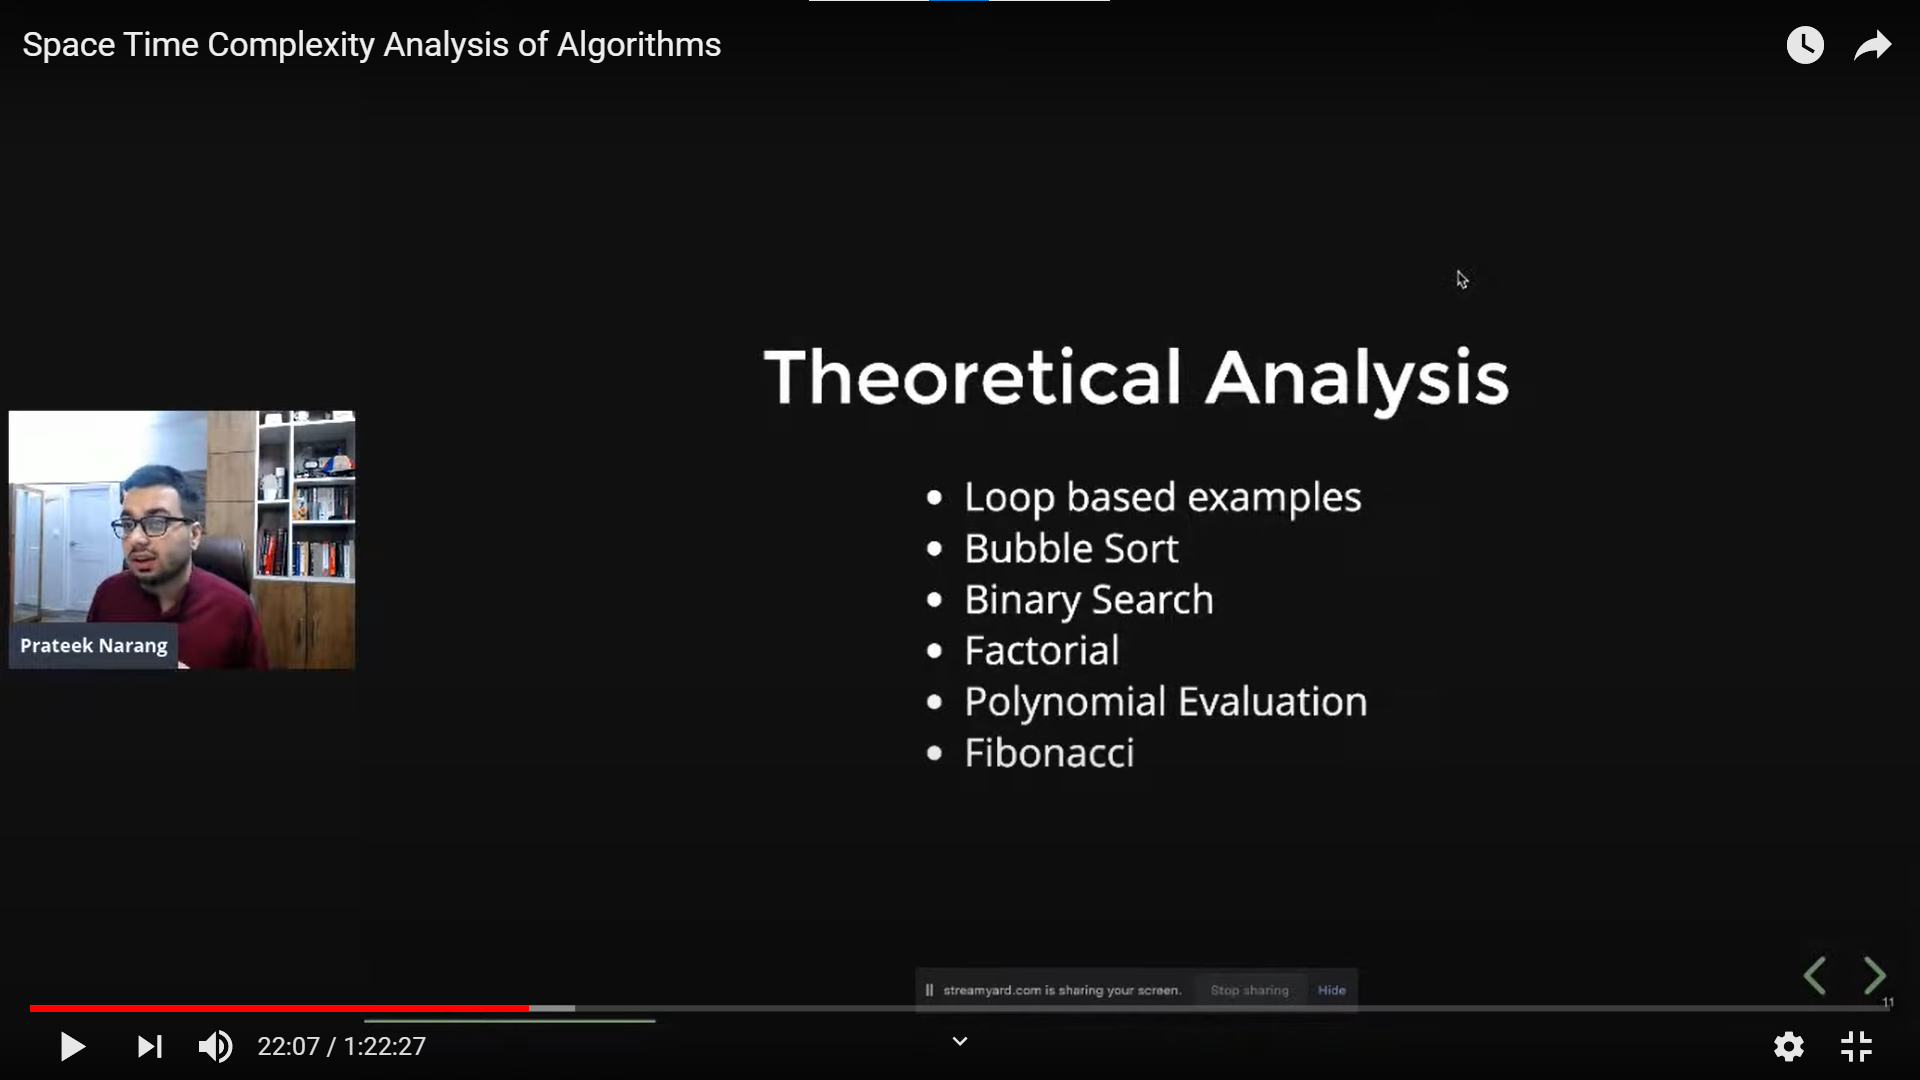 Space Time Complexity Analysis of Algorithms
Theoretical Analysis
• Loop based examples
• Bubble Sort
• Binary Search
• Factorial
• Polynomial Evaluation
• Fibonacci
Prateek Narang
streamyard.com is sharing your screen. Stop sharing Hide
11
22:07 / 1:22:27